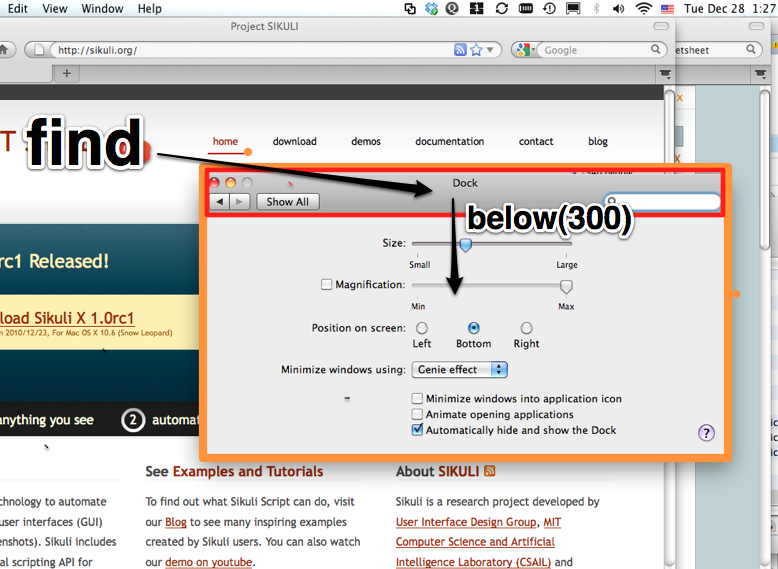 Edit View Window Help Tue Dec 28 1:27
Project SIKULI
http://sikuli.org/ Google etsheet
home download demos documentation contact blog
find
Dock
Show All
below(300)
Size:
Small Large
Magnification:
Min Max
Position on screen:
Left Bottom Right
Minimize windows using: Genie effect
Minimize windows into application icon
Animate opening applications
Automatically hide and show the Dock
?
rc1 Released!
load Sikuli X 1.0rc1
n 2010/12/23, For Mac OS X 10.6 (Snow Leopard)
anything you see 2 automat
See Examples and Tutorials
To find out what Sikuli Script can do, visit
our Blog to see many inspiring examples
created by Sikuli users. You can also watch
our demo on youtube.
About SIKULI
Sikuli is a research project developed by
User Interface Design Group, MIT
Computer Science and Artificial
Intelligence Laboratory (CSAIL) and
chnology to automate
user interfaces (GUI)
nshots). Sikuli includes
al scripting API for